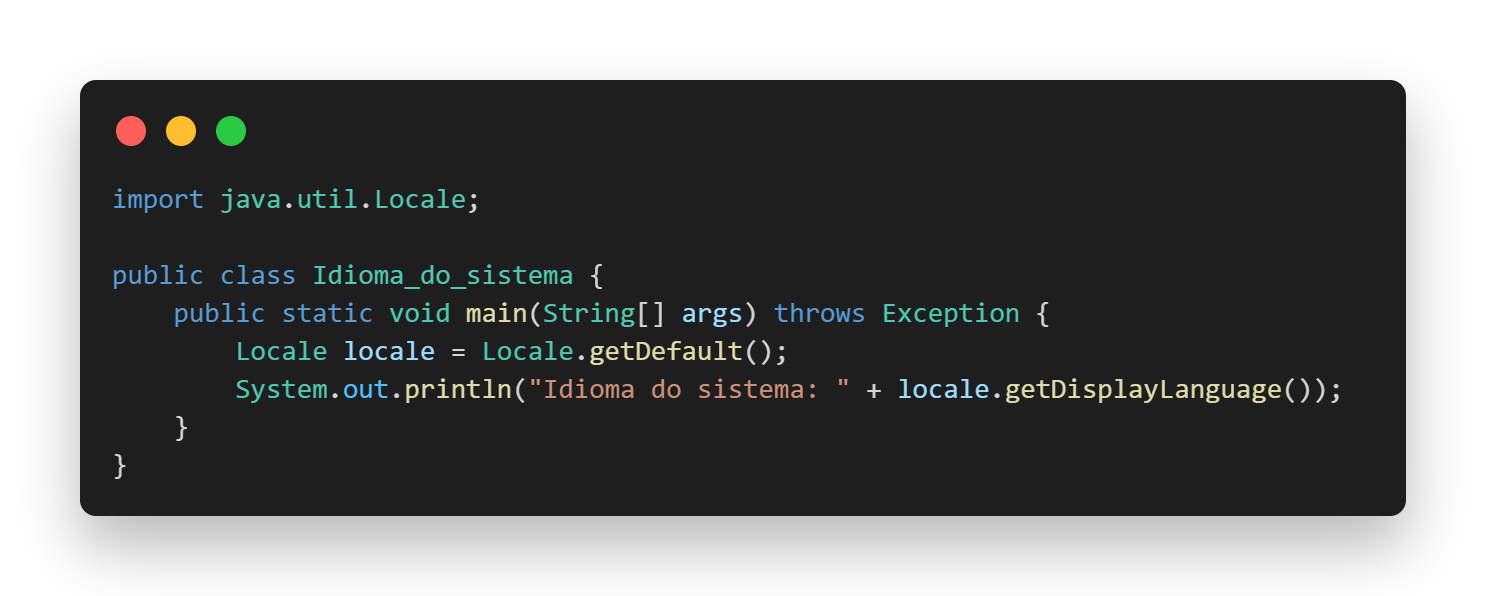 import java.util.Locale;

public class Idioma_do_sistema {
    public static void main(String[] args) throws Exception {
        Locale locale = Locale.getDefault();
        System.out.println("Idioma do sistema: " + locale.getDisplayLanguage());
    }
}